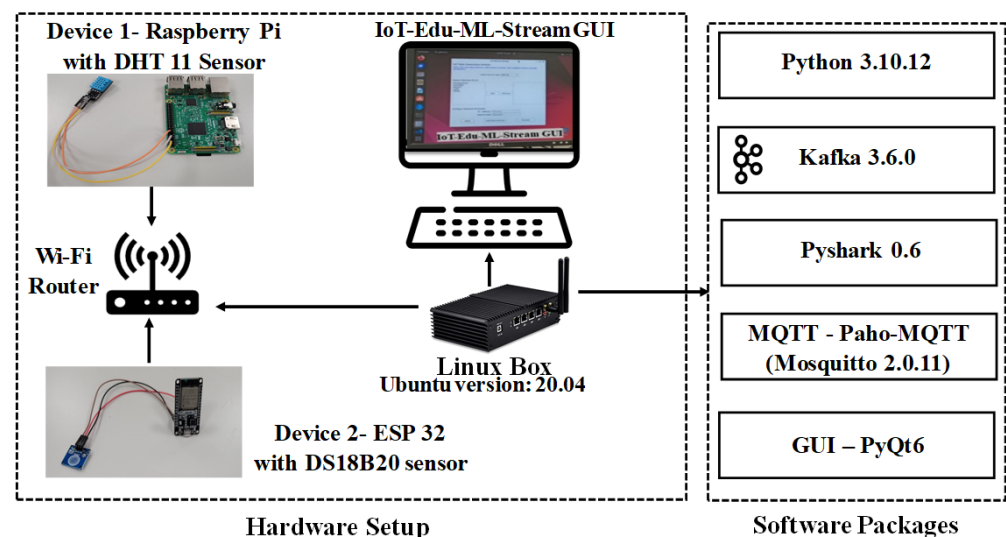 Device 1- Raspberry Pi
with DHT 11 Sensor
IoT-Edu-ML-Stream GUI
IoT-Edu-ML-Stream GUI
DELL
Wi-Fi
Router
Linux Box
Ubuntu version: 20.04
Device 2- ESP 32
with DS18B20 sensor
Hardware Setup
Python 3.10.12
Kafka 3.6.0
Pyshark 0.6
MQTT - Paho-MQTT
(Mosquitto 2.0.11)
GUI – PyQt6
Software Packages